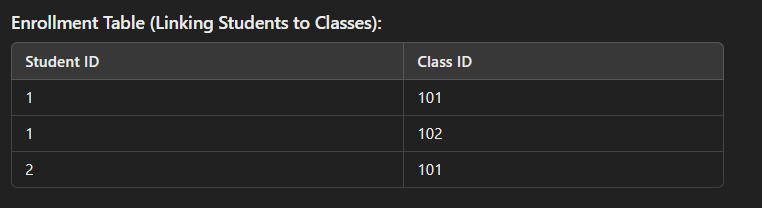 Enrollment Table (Linking Students to Classes):
Student ID Class ID
1 101
1 102
2 101